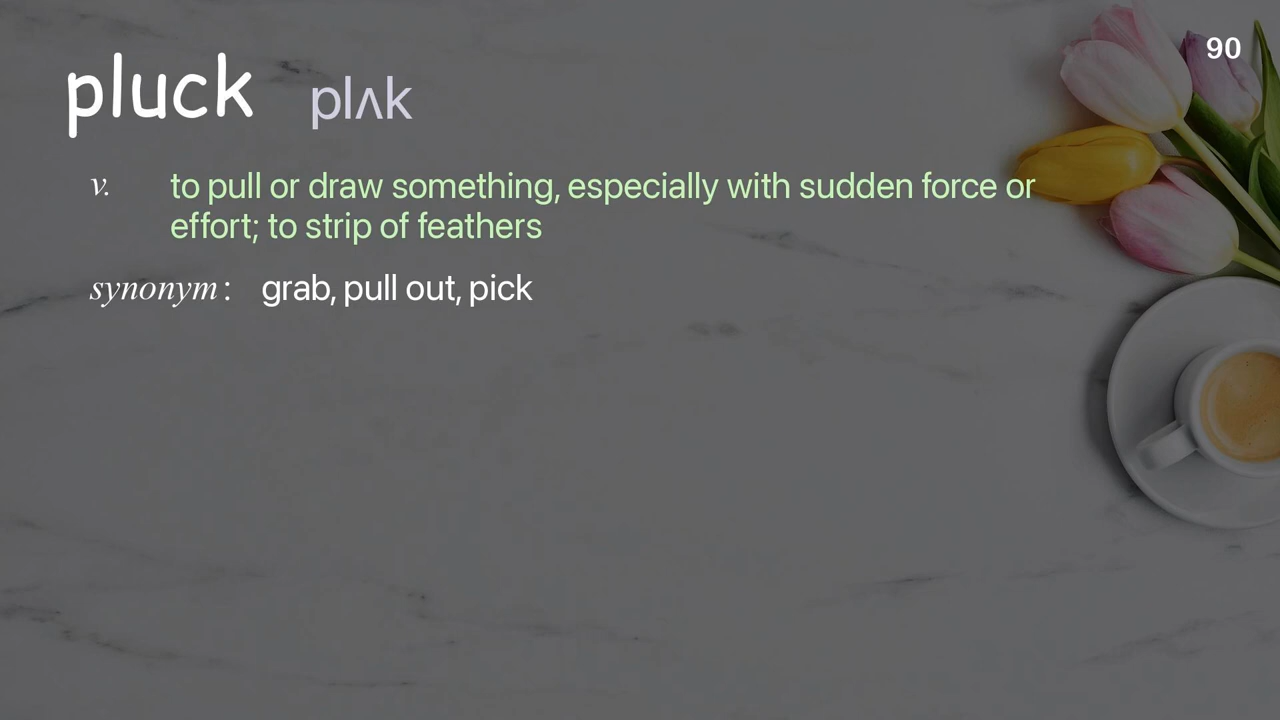 90
pluck plʌk
v. to pull or draw something, especially with sudden force or
effort; to strip of feathers
synonym : grab, pull out, pick